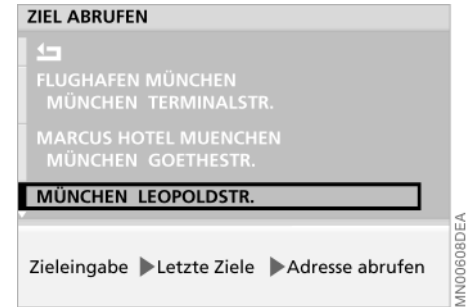 ZIEL ABRUFEN
FLUGHAFEN MÜNCHEN
MÜNCHEN TERMINALSTR.
MARCUS HOTEL MUENCHEN
MÜNCHEN GOETHESTR.
MÜNCHEN LEOPOLDSTR.
Zieleingabe ▶Letzte Ziele ▶Adresse abrufen
MN00608DEA